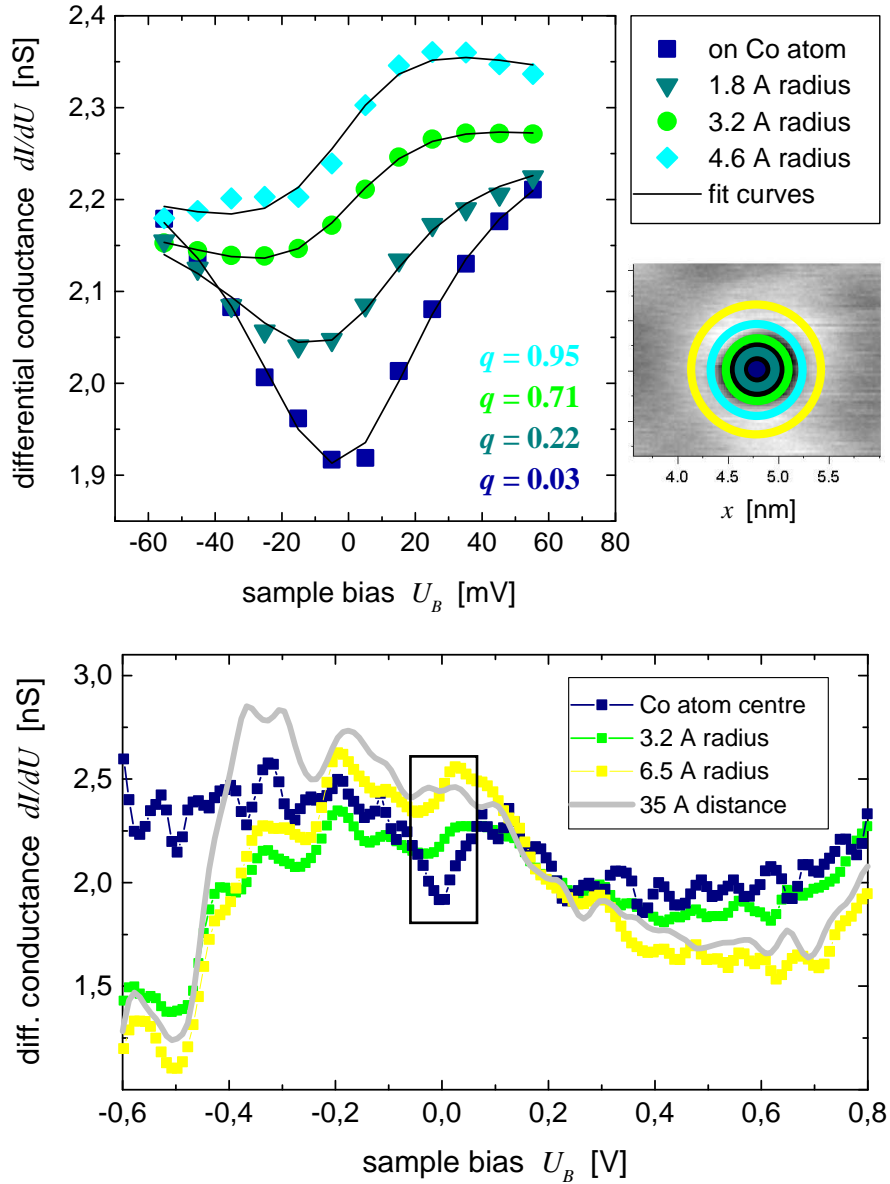 differential conductance dI/dU [nS]
2,4
2,3
2,2
2,1
2,0
1,9
q = 0.95
q = 0.71
q = 0.22
q = 0.03
-60 -40 -20 0 20 40 60 80
sample bias U_B [mV]
on Co atom
1.8 A radius
3.2 A radius
4.6 A radius
fit curves
4.0 4.5 5.0 5.5
x [nm]
diff. conductance dI/dU [nS]
3,0
2,5
2,0
1,5
Co atom centre
3.2 A radius
6.5 A radius
35 A distance
-0,6 -0,4 -0,2 0,0 0,2 0,4 0,6 0,8
sample bias U_B [V]